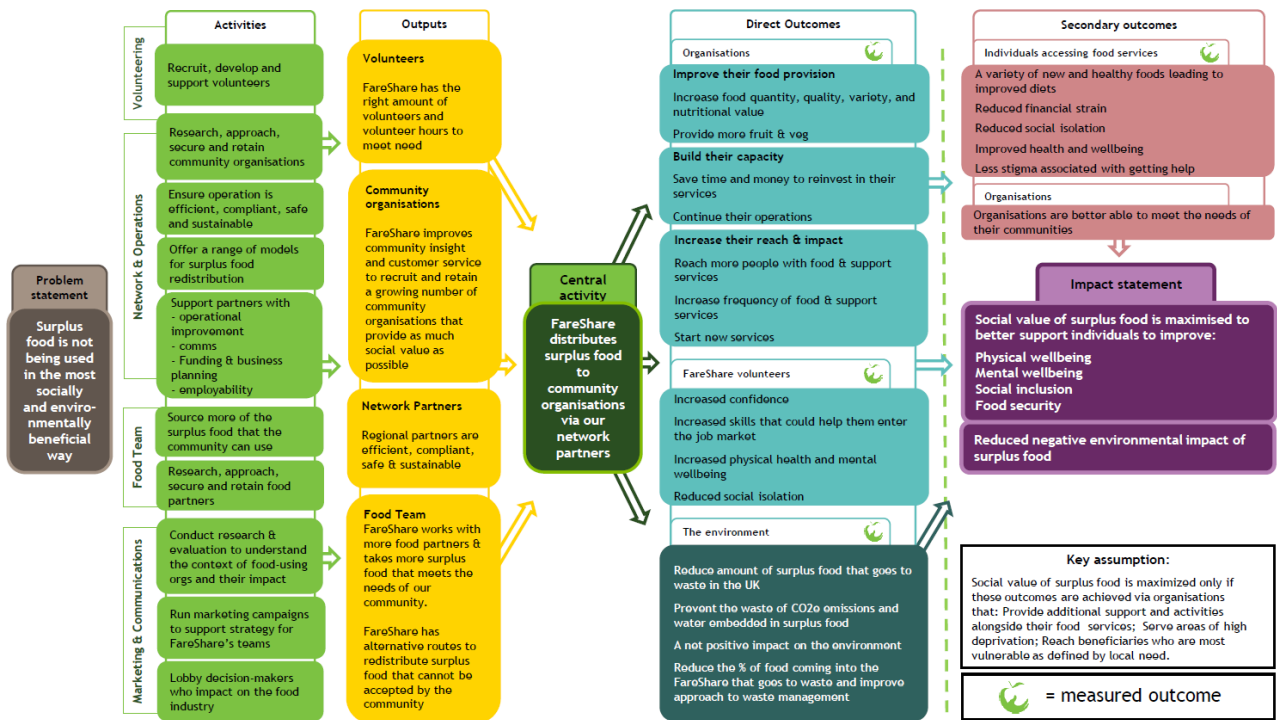 Problem
statement
Surplus
food is not
being used
in the most
socially
and enviro-
nmentally
beneficial
way
Activities
Volunteering
Recruit, develop and
support volunteers
Network & Operations
Research, approach,
secure and retain
community organisations
Ensure operation is
efficient, compliant, safe
and sustainable
Offer a range of models
for surplus food
redistribution
Support partners with
- operational
improvement
- comms
- Funding & business
planning
- employability
Food Team
Source more of the
surplus food that the
community can use
Research, approach,
secure and retain food
partners
Marketing & Communications
Conduct research &
evaluation to understand
the context of food-using
orgs and their impact
Run marketing campaigns
to support strategy for
FareShare's teams
Lobby decision-makers
who impact on the food
industry
Outputs
Volunteers
FareShare has the
right amount of
volunteers and
volunteer hours to
meet need
Community
organisations
FareShare improves
community insight
and customer service
to recruit and retain
a growing number of
community
organisations that
provide as much
social value as
possible
Network Partners
Regional partners are
efficient, compliant,
safe & sustainable
Food Team
FareShare works with
more food partners &
takes more surplus
food that meets the
needs of our
community.
FareShare has
alternative routes to
redistribute surplus
food that cannot be
accepted by the
community
Central
activity
FareShare
distributes
surplus food
to
community
organisations
via our
network
partners
Direct Outcomes
Organisations
Improve their food provision
Increase food quantity, quality, variety, and
nutritional value
Provide more fruit & veg
Build their capacity
Save time and money to reinvest in their
services
Continue their operations
Increase their reach & impact
Reach more people with food & support
services
Increase frequency of food & support
services
Start new services
FareShare volunteers
Increased confidence
Increased skills that could help them enter
the job market
Increased physical health and mental
wellbeing
Reduced social isolation
The environment
Reduce amount of surplus food that goes to
waste in the UK
Prevent the waste of CO2e emissions and
water embedded in surplus food
A not positive impact on the environment
Reduce the % of food coming into the
FareShare that goes to waste and improve
approach to waste management
Secondary outcomes
Individuals accessing food services
A variety of new and healthy foods leading to
improved diets
Reduced financial strain
Reduced social isolation
Improved health and wellbeing
Less stigma associated with getting help
Organisations
Organisations are better able to meet the needs of
their communities
Impact statement
Social value of surplus food is maximised to
better support individuals to improve:
Physical wellbeing
Mental wellbeing
Social inclusion
Food security
Reduced negative environmental impact of
surplus food
Key assumption:
Social value of surplus food is maximized only if
these outcomes are achieved via organisations
that: Provide additional support and activities
alongside their food services; Serve areas of high
deprivation; Reach beneficiaries who are most
vulnerable as defined by local need.
= measured outcome